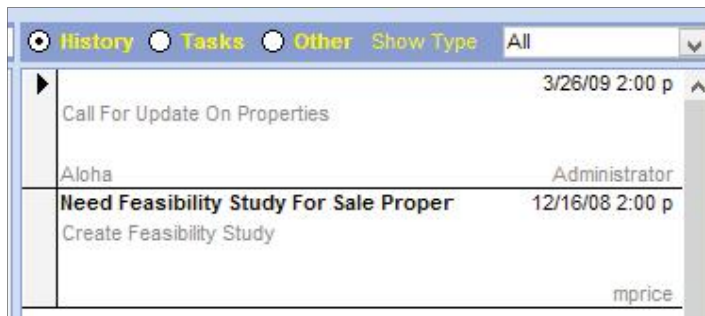 History Tasks Other Show Type All
3/26/09 2:00 p
Call For Update On Properties
Aloha Administrator
Need Feasibility Study For Sale Proper 12/16/08 2:00 p
Create Feasibility Study
mprice